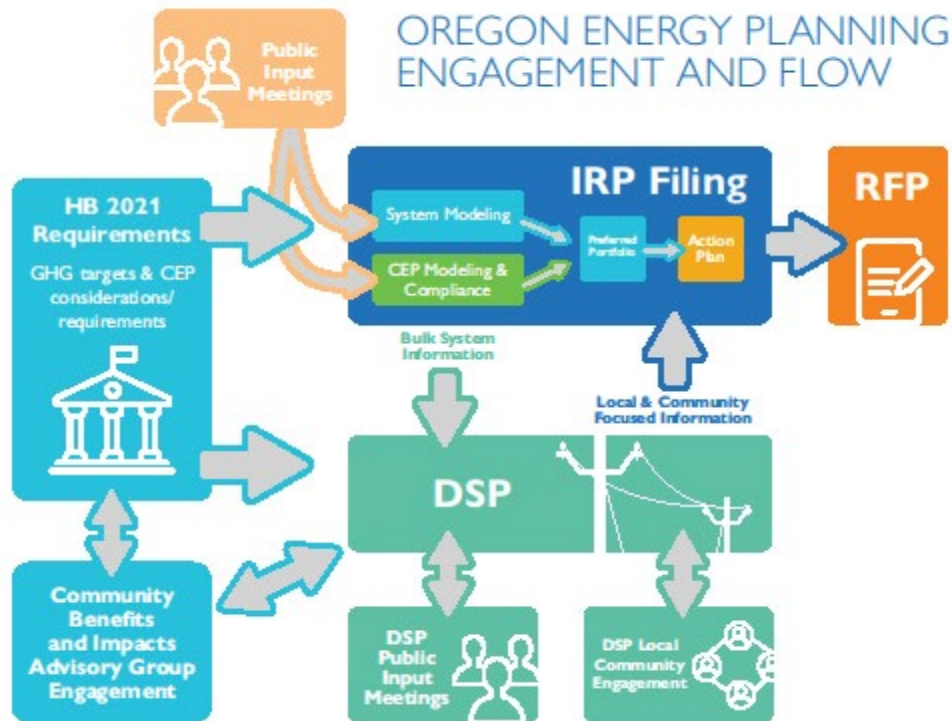 OREGON ENERGY PLANNING
ENGAGEMENT AND FLOW
Public
Input
Meetings
HB 2021
Requirements
GHG targets & CEP
considerations/
requirements
IRP Filing
System Modeling
CEP Modeling &
Compliance
Preferred
Portfolio
Action
Plan
RFP
Bulk System
Information
Local & Community
Focused Information
DSP
Community
Benefits
and Impacts
Advisory Group
Engagement
DSP
Public
Input
Meetings
DSP Local
Community
Engagement